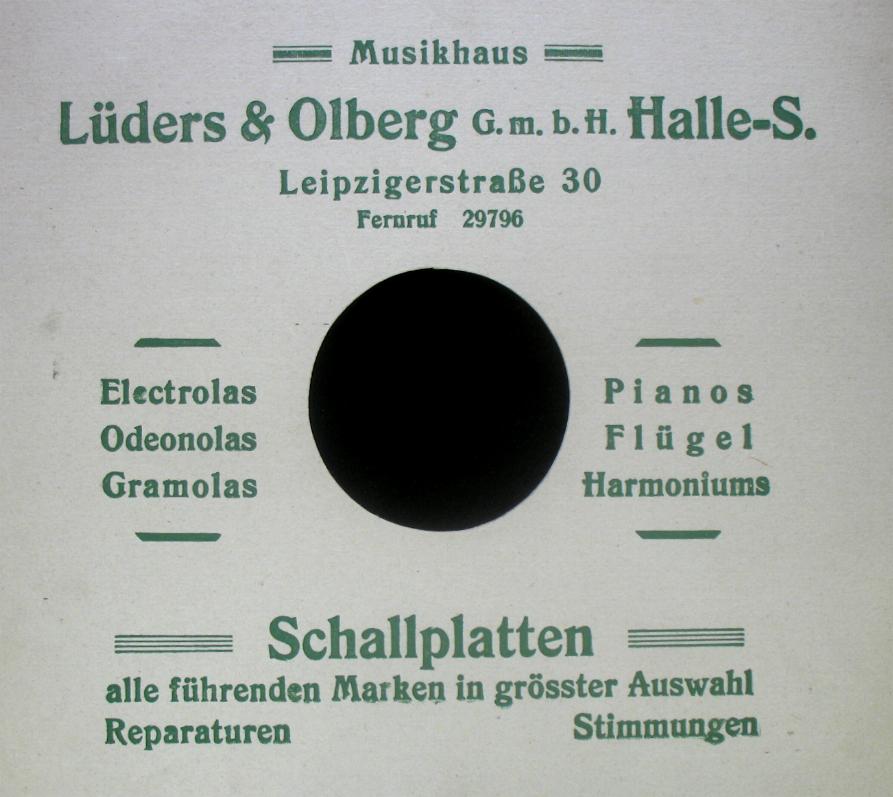 Musikhaus
Lüders & Olberg G.m.b.H. Halle-S.
Leipzigerstraße 30
Fernruf 29796
Electrolas
Odeonolas
Gramolas
Pianos
Flügel
Harmoniums
Schallplatten
alle führenden Marken in grösster Auswahl
Reparaturen Stimmungen